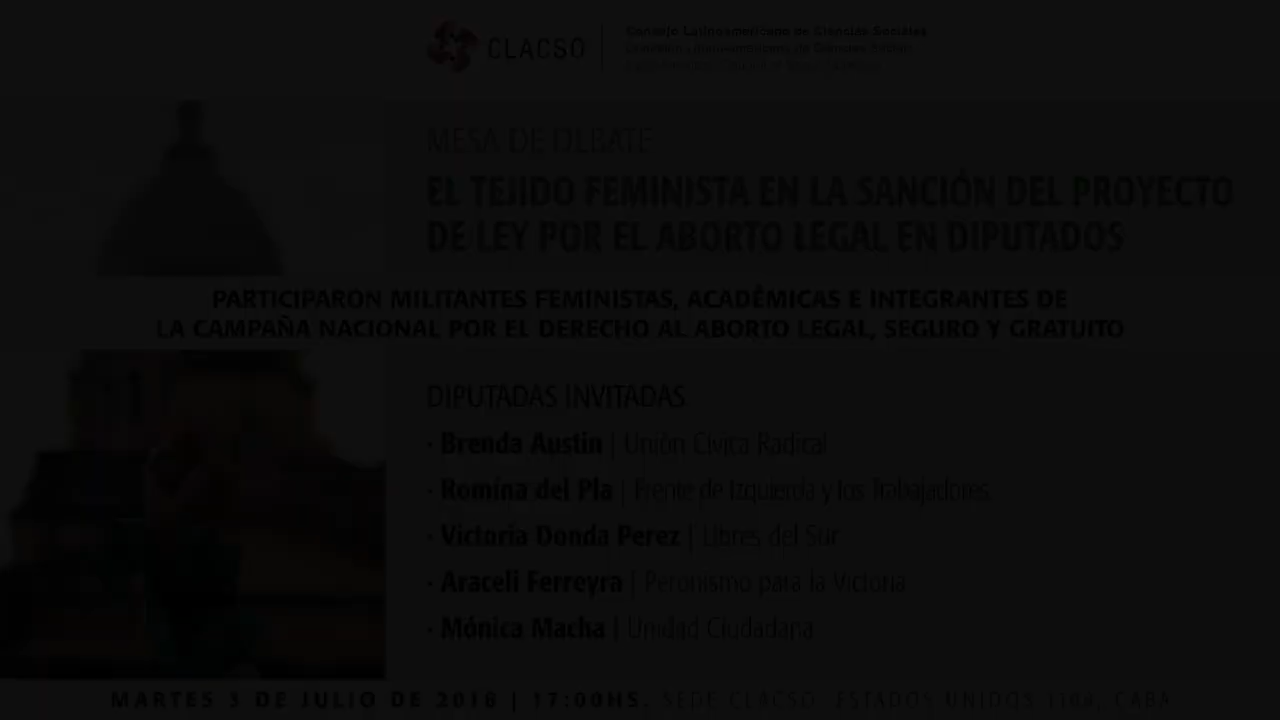 CLACSO
Consejo Latinoamericano de Ciencias Sociales
MESA DE DEBATE
EL TEJIDO FEMINISTA EN LA SANCIÓN DEL PROYECTO
DE LEY POR EL ABORTO LEGAL EN DIPUTADOS
PARTICIPARON MILITANTES FEMINISTAS, ACADÉMICAS E INTEGRANTES DE
LA CAMPAÑA NACIONAL POR EL DERECHO AL ABORTO LEGAL, SEGURO Y GRATUITO
DIPUTADAS INVITADAS
· Brenda Austin | Unión Cívica Radical
· Romina del Pla | Frente de Izquierda y los Trabajadores
· Victoria Donda Perez | Libres del Sur
· Araceli Ferreyra | Peronismo para la Victoria
· Mónica Macha | Unidad Ciudadana
MARTES 3 DE JULIO DE 2018 | 17:00HS. SEDE CLACSO. ESTADOS UNIDOS 1168, CABA